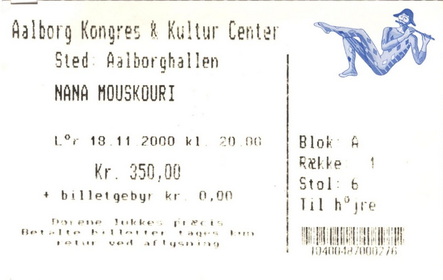 Aalborg Kongres & Kultur Center
Sted: Aalborghallen
NANA MOUSKOURI
Lør 18.11.2000 kl. 20.00
Kr. 350,00
+ billetgebyr kr. 0,00
Dørene lukkes præcis
Betalte billetter tages kun
retur ved aflysning
Blok: A
Række 1
Stol: 6
Til højre
10400487000276